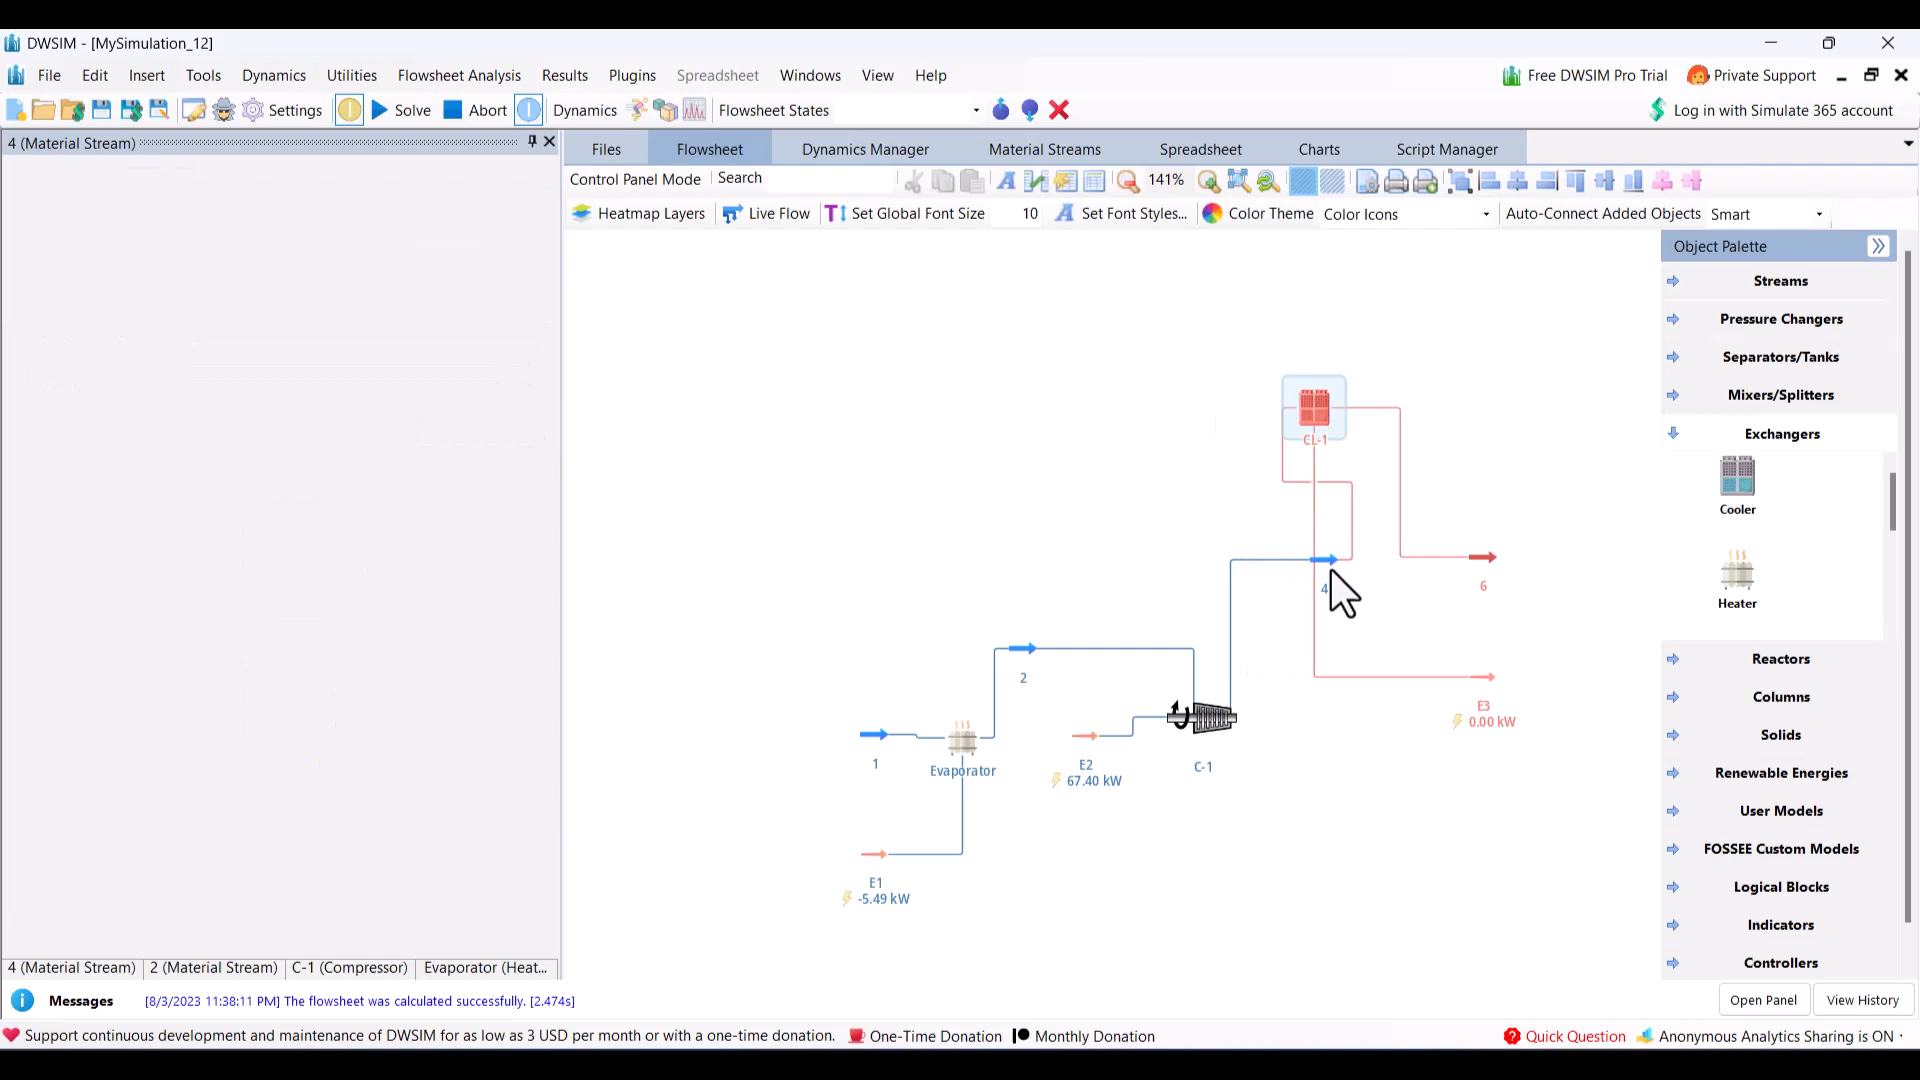 DWSIM - [MySimulation_12]
File Edit Insert Tools Dynamics Utilities Flowsheet Analysis Results Plugins Spreadsheet Windows View Help Free DWSIM Pro Trial Private Support
Settings Solve Abort Dynamics Flowsheet States Log in with Simulate 365 account
4 (Material Stream)
Files Flowsheet Dynamics Manager Material Streams Spreadsheet Charts Script Manager
Control Panel Mode Search 141%
Heatmap Layers Live Flow Set Global Font Size 10 Set Font Styles... Color Theme Color Icons Auto-Connect Added Objects Smart
Object Palette
Streams
Pressure Changers
Separators/Tanks
Mixers/Splitters
Exchangers
Cooler
Heater
Reactors
Columns
Solids
Renewable Energies
User Models
FOSSEE Custom Models
Logical Blocks
Indicators
Controllers
CL-1
4
6
2
E3
0.00 kW
1
Evaporator
E2
67.40 kW
C-1
E1
-5.49 kW
4 (Material Stream) 2 (Material Stream) C-1 (Compressor) Evaporator (Heat...
Messages [8/3/2023 11:38:11 PM] The flowsheet was calculated successfully. [2.474s] Open Panel View History
Support continuous development and maintenance of DWSIM for as low as 3 USD per month or with a one-time donation. One-Time Donation Monthly Donation Quick Question Anonymous Analytics Sharing is ON